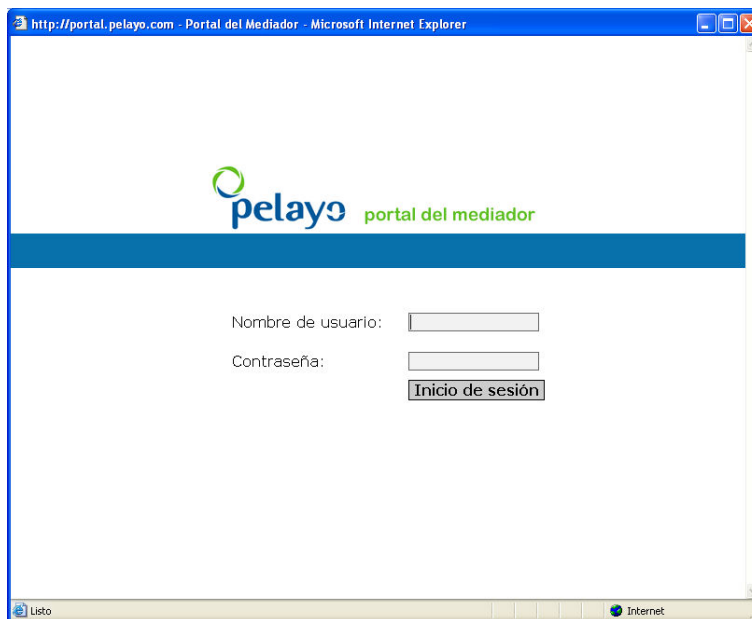 http://portal.pelayo.com - Portal del Mediador - Microsoft Internet Explorer
pelayo portal del mediador
Nombre de usuario:
Contraseña:
Inicio de sesión
Listo Internet